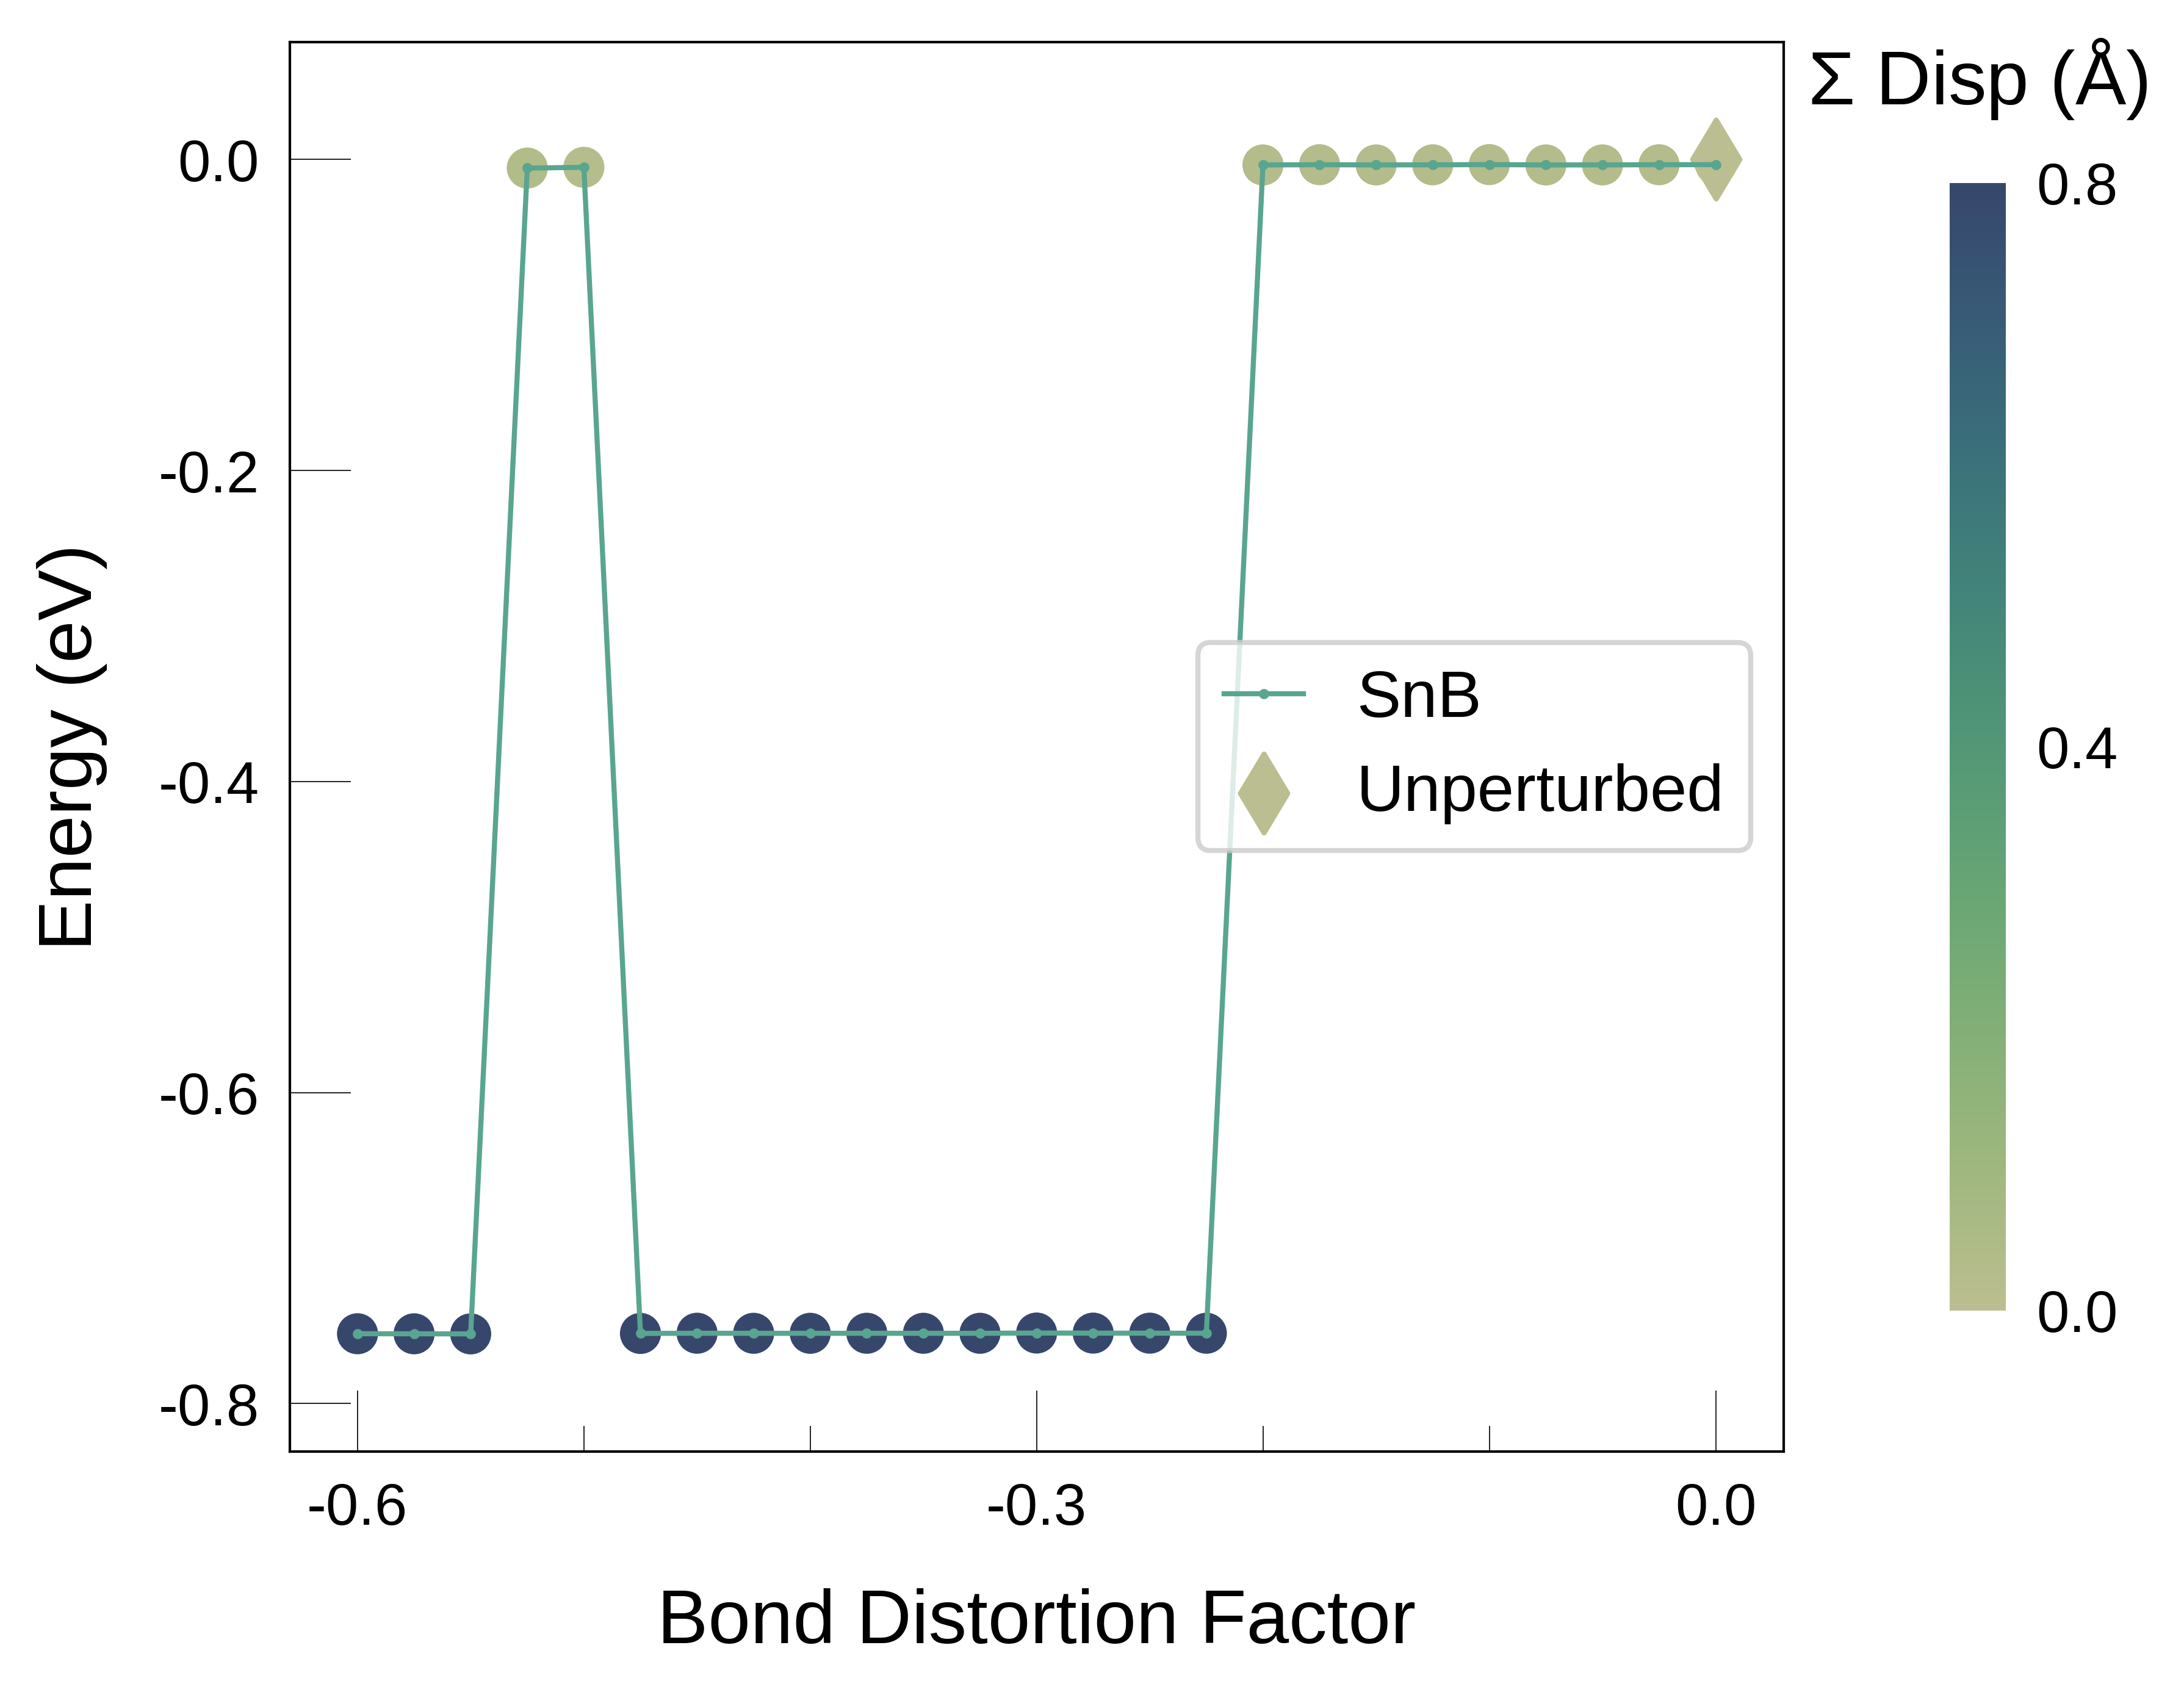 Σ Disp (Å)
0.8
0.4
0.0
Energy (eV)
0.0
-0.2
-0.4
-0.6
-0.8
SnB
Unperturbed
-0.6
-0.3
0.0
Bond Distortion Factor